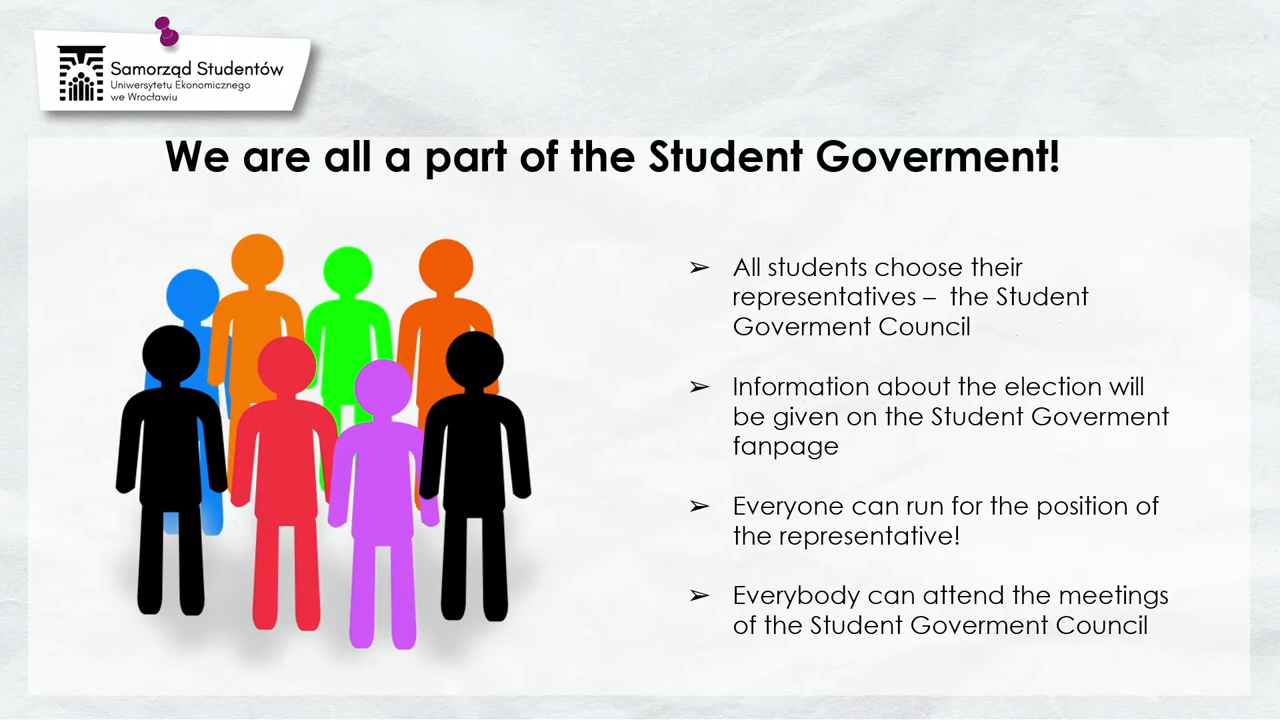 Samorząd Studentów
Uniwersytetu Ekonomicznego
we Wrocławiu
We are all a part of the Student Goverment!
➢ All students choose their
representatives – the Student
Goverment Council
➢ Information about the election will
be given on the Student Goverment
fanpage
➢ Everyone can run for the position of
the representative!
➢ Everybody can attend the meetings
of the Student Goverment Council